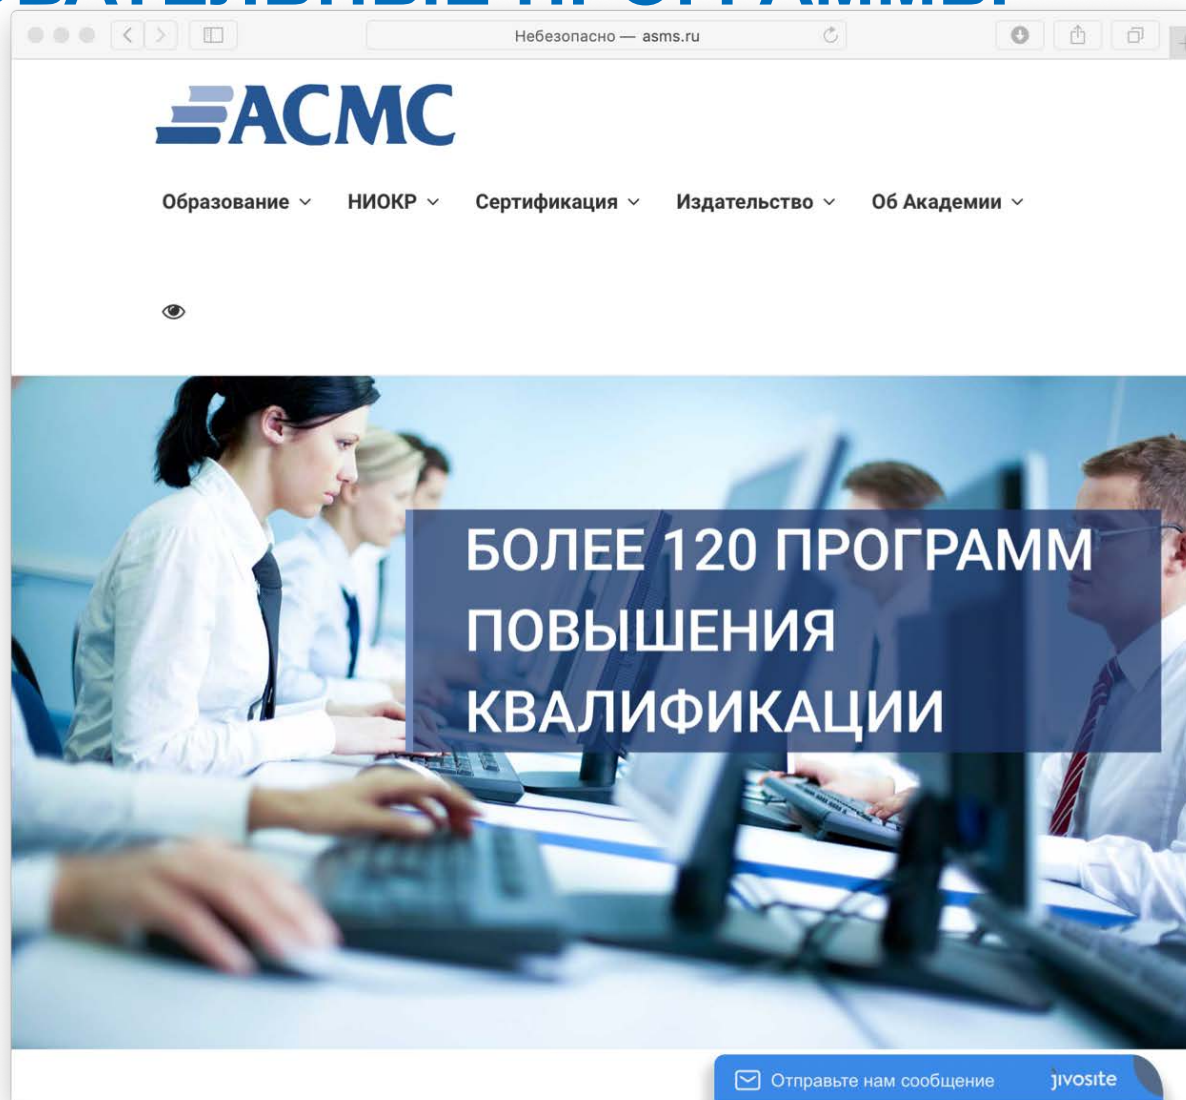 ПРОГРАММЫ
Небезопасно — asms.ru
АСМС
Образование
НИОКР
Сертификация
Издательство
Об Академии
БОЛЕЕ 120 ПРОГРАММ
ПОВЫШЕНИЯ
КВАЛИФИКАЦИИ
Отправьте нам сообщение
jivosite